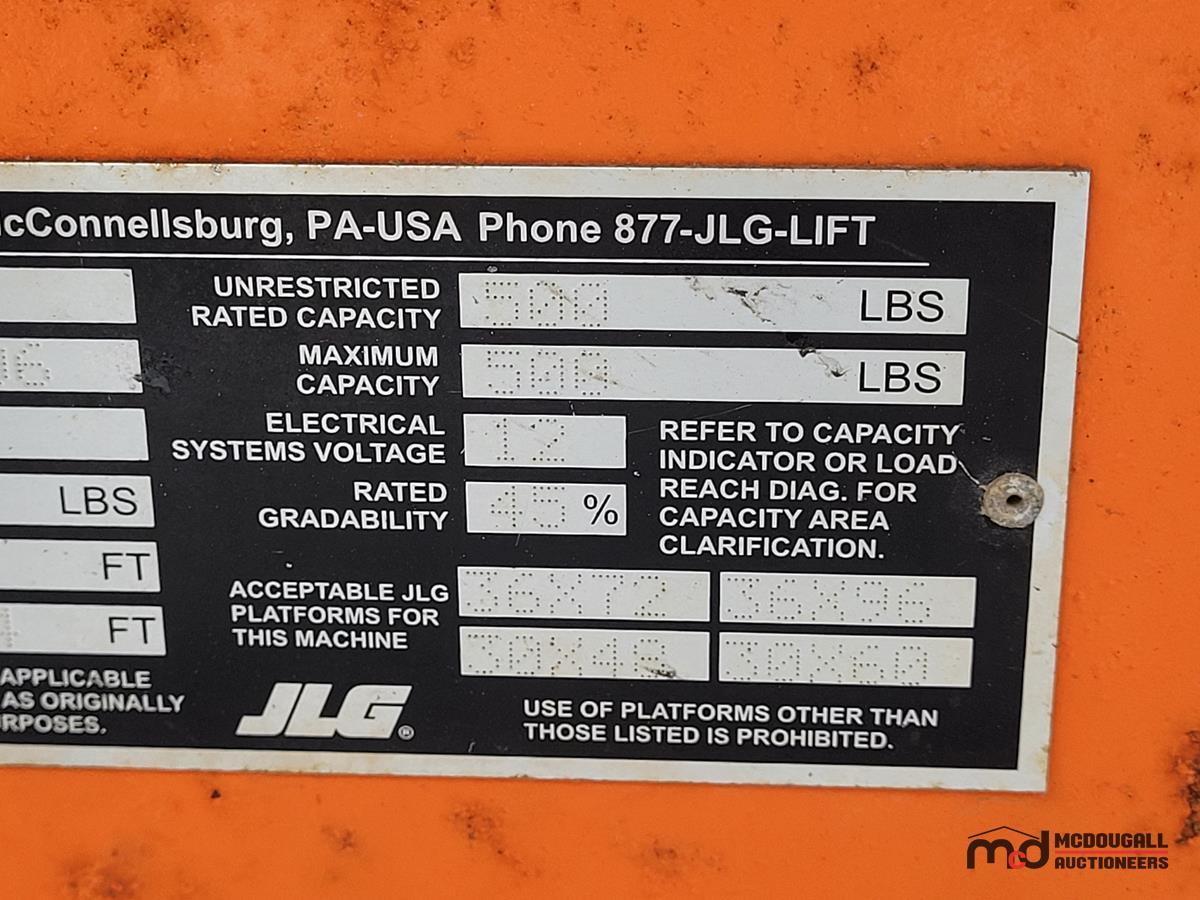 cConnellsburg, PA-USA Phone 877-JLG-LIFT
UNRESTRICTED
RATED CAPACITY
500 LBS
MAXIMUM
CAPACITY
500 LBS
ELECTRICAL
SYSTEMS VOLTAGE
12
RATED
GRADABILITY
45 %
REFER TO CAPACITY
INDICATOR OR LOAD
REACH DIAG. FOR
CAPACITY AREA
CLARIFICATION.
LBS
FT
FT
ACCEPTABLE JLG
PLATFORMS FOR
THIS MACHINE
36X72 36X96
30X48 30X60
APPLICABLE
AS ORIGINALLY
RPOSES.
JLG®
USE OF PLATFORMS OTHER THAN
THOSE LISTED IS PROHIBITED.
mcd MCDOUGALL
AUCTIONEERS